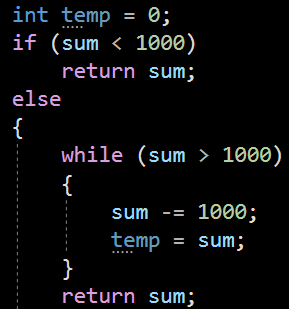 int temp = 0;
if (sum < 1000)
return sum;
else
{
while (sum > 1000)
{
sum -= 1000;
temp = sum;
}
return sum;